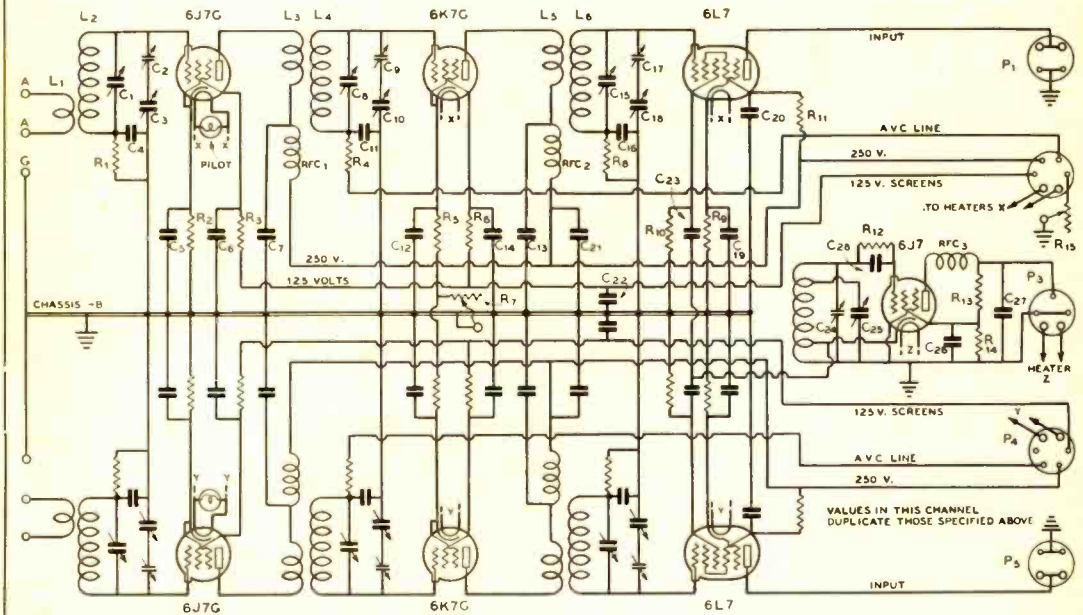 L2 6J7G L3 L4 6K7G L5 L6 6L7
INPUT
P1
A L1 C1 C2 C9 C17
A C3 C8 C10 C15 C18 C20 R11
C4 C11 C16
R1 X X R4 X R8 X
G PILOT RFC1 RFC2
AVC LINE
250 V.
125 V. SCREENS
TO HEATERS X
R15
C23
R2 R3 R5 R6 R10 R9
C5 C6 C7 C12 C14 C13 C21 C19
R12
C28 6J7 RFC3
P3
250 V.
125 VOLTS
C22
R7
CHASSIS -B
C24 C25 R13 C27
Z C26 R14
HEATER
Z
125 V. SCREENS
Y
P4
AVC LINE
250 V.
Y Y Y Y
VALUES IN THIS CHANNEL
DUPLICATE THOSE SPECIFIED ABOVE
P5
INPUT
6J7G 6K7G 6L7